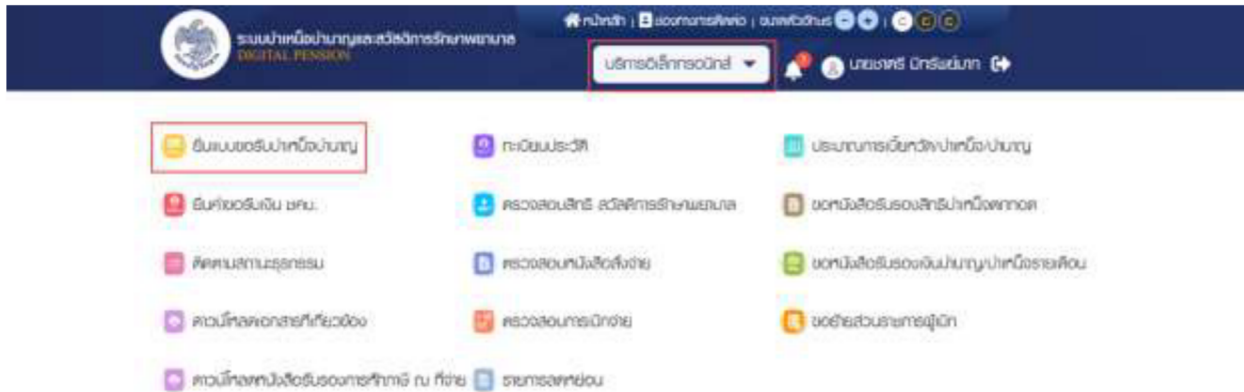 หน้าหลัก | ช่องทางการติดต่อ | ขนาดตัวอักษร - + | C C C
ระบบบำเหน็จบำนาญและสวัสดิการรักษาพยาบาล
DIGITAL PENSION
บริการอิเล็กทรอนิกส์
ยื่นแบบขอรับบำเหน็จบำนาญ
ทะเบียนประวัติ
ประมาณการเบี้ยหวัด/บำเหน็จ/บำนาญ
ยื่นคำขอรับเงิน ชคบ.
ตรวจสอบสิทธิ สวัสดิการรักษาพยาบาล
ขอหนังสือรับรองสิทธิบำเหน็จตกทอด
ติดตามสถานะธุรกรรม
ตรวจสอบหนังสือสั่งจ่าย
ขอหนังสือรับรองเงินบำนาญ/บำเหน็จรายเดือน
ดาวน์โหลดเอกสารที่เกี่ยวข้อง
ตรวจสอบการเบิกจ่าย
ขอย้ายส่วนราชการผู้เบิก
ดาวน์โหลดหนังสือรับรองการหักภาษี ณ ที่จ่าย
รายการลดหย่อน